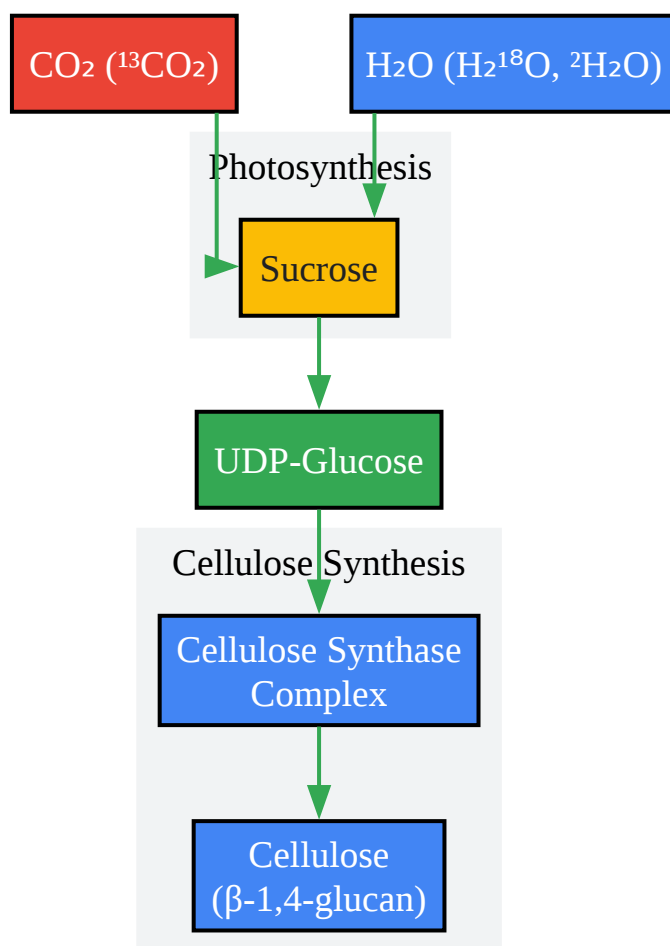 CO₂ (¹³CO₂)
H₂O (H₂¹⁸O, ²H₂O)
Photosynthesis
Sucrose
UDP-Glucose
Cellulose Synthesis
Cellulose Synthase
Complex
Cellulose
(β-1,4-glucan)